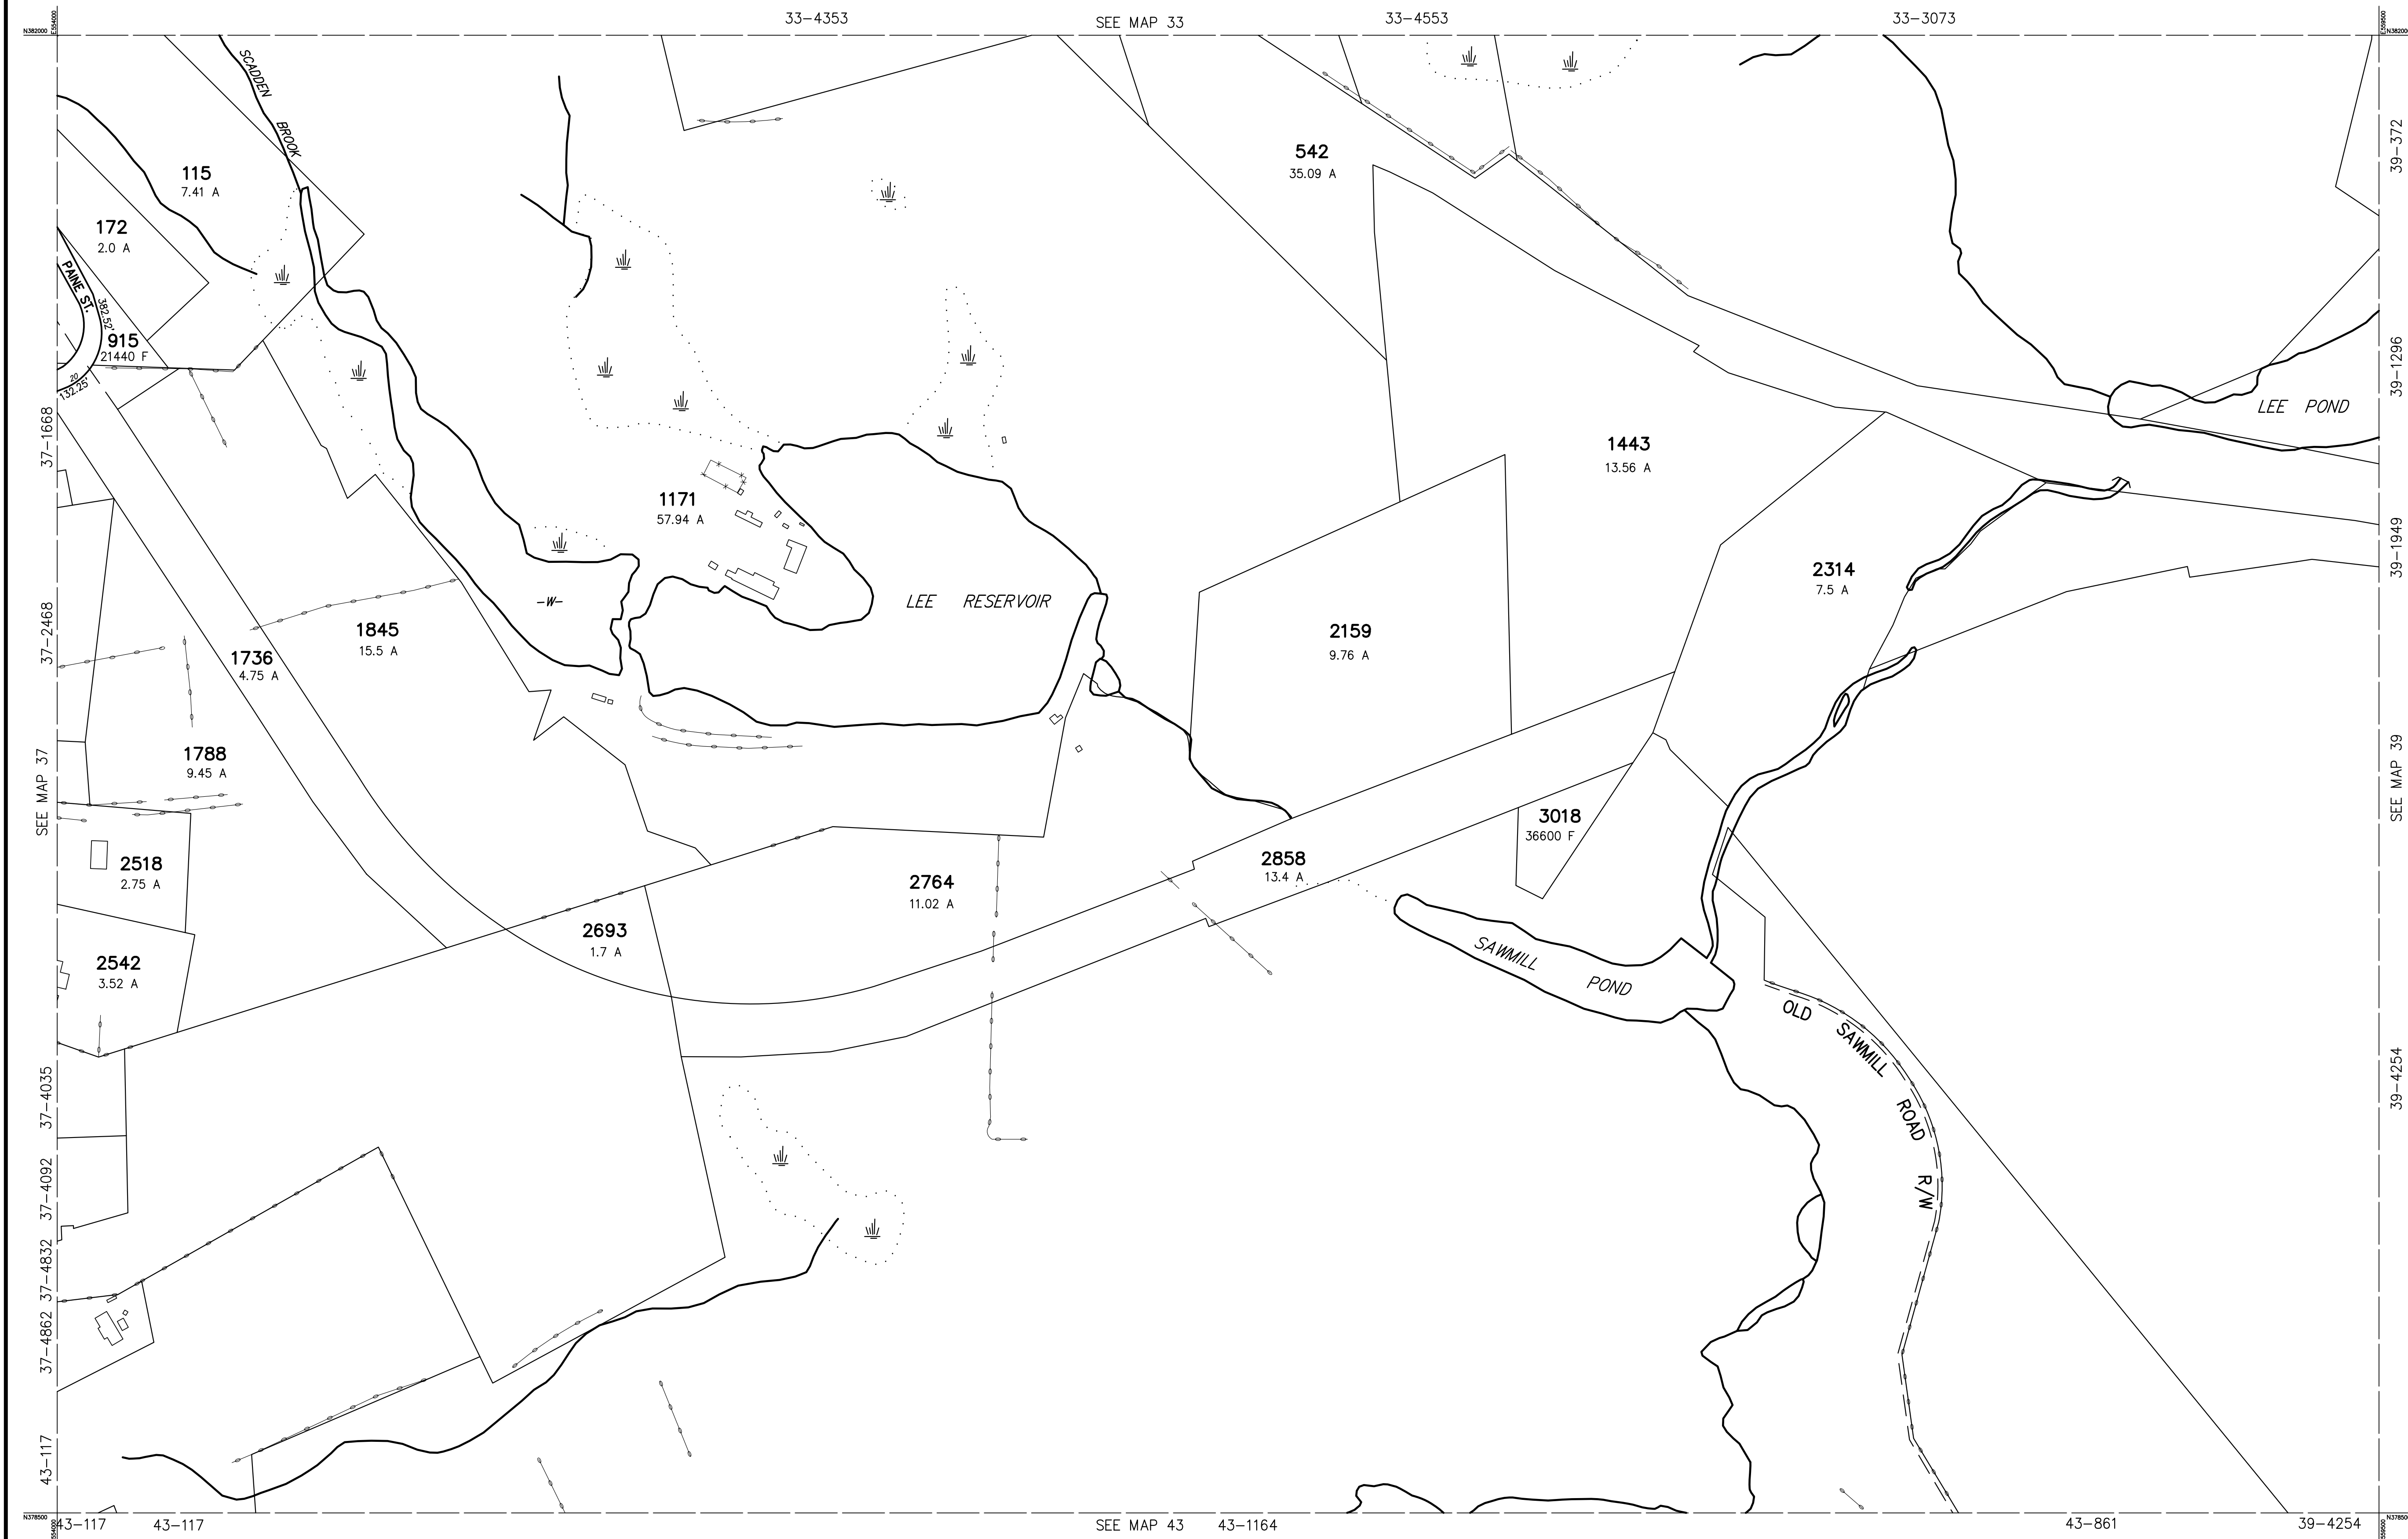 33-4353
SEE MAP 33
33-4553
33-3073
N382000
E554000
SCADDEN BROOK
115
7.41 A
172
2.0 A
PAINE ST.
382.52'
915
21440 F
20
132.25'
542
35.09 A
39-372
39-1296
LEE POND
37-1668
1443
13.56 A
1171
57.94 A
39-1949
2314
7.5 A
-W-
LEE RESERVOIR
37-2468
1845
15.5 A
2159
9.76 A
1736
4.75 A
1788
9.45 A
SEE MAP 37
SEE MAP 39
3018
36600 F
2518
2.75 A
2858
13.4 A
2764
11.02 A
2693
1.7 A
2542
3.52 A
SAWMILL POND
OLD SAWMILL ROAD R/W
37-4035
39-4254
37-4092
37-4832
37-4862
43-117
N378500
43-117
43-117
SEE MAP 43
43-1164
43-861
39-4254